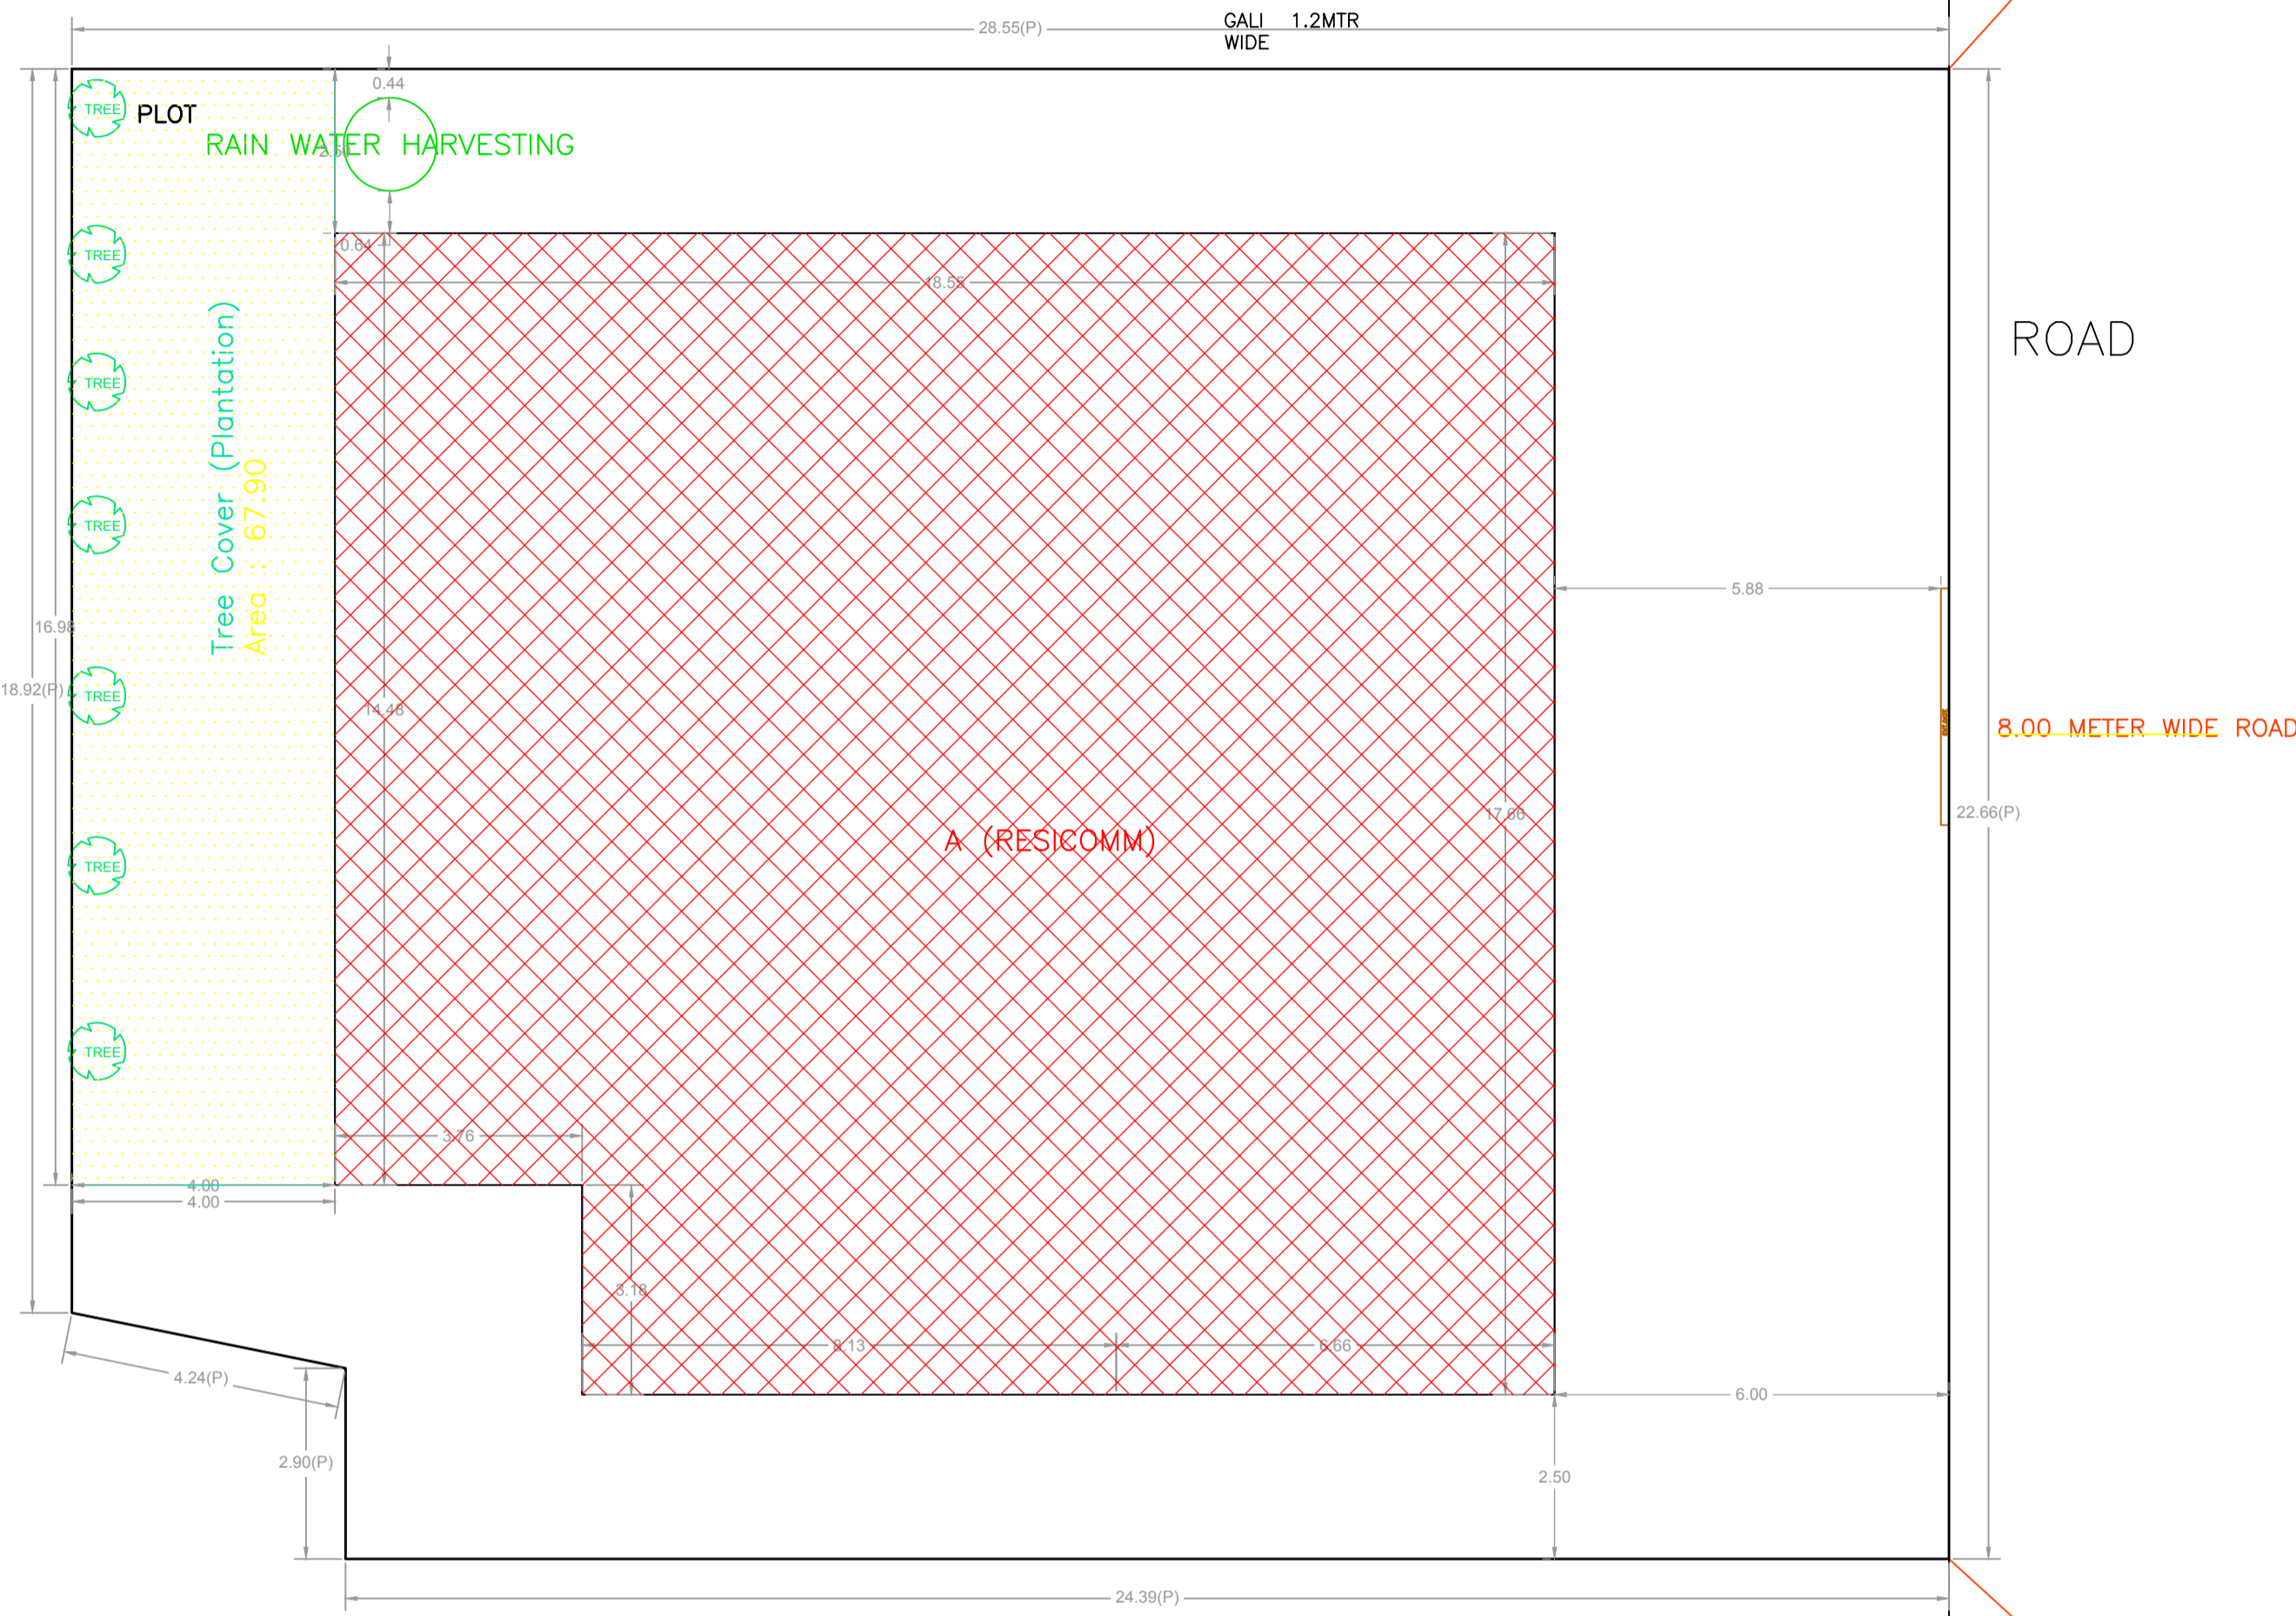 28.55(P)
GALI 1.2MTR
WIDE
0.44
TREE
PLOT
RAIN WATER HARVESTING
2.50
0.64
TREE
18.55
ROAD
TREE
Tree Cover (Plantation)
Area : 67.90
TREE
5.88
16.98
18.92(P)
TREE
14.48
8.00 METER WIDE ROAD
17.66
22.66(P)
A (RESICOMM)
TREE
TREE
3.76
4.00
4.00
3.18
8.13
6.66
4.24(P)
6.00
2.90(P)
2.50
24.39(P)